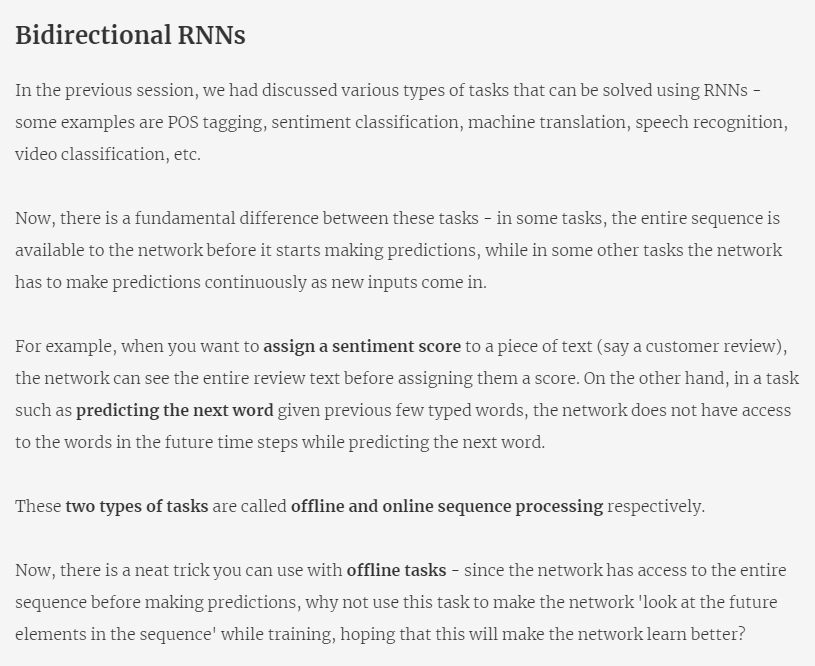 Bidirectional RNNs
In the previous session, we had discussed various types of tasks that can be solved using RNNs -
some examples are POS tagging, sentiment classification, machine translation, speech recognition,
video classification, etc.
Now, there is a fundamental difference between these tasks - in some tasks, the entire sequence is
available to the network before it starts making predictions, while in some other tasks the network
has to make predictions continuously as new inputs come in.
For example, when you want to assign a sentiment score to a piece of text (say a customer review),
the network can see the entire review text before assigning them a score. On the other hand, in a task
such as predicting the next word given previous few typed words, the network does not have access
to the words in the future time steps while predicting the next word.
These two types of tasks are called offline and online sequence processing respectively.
Now, there is a neat trick you can use with offline tasks - since the network has access to the entire
sequence before making predictions, why not use this task to make the network 'look at the future
elements in the sequence' while training, hoping that this will make the network learn better?